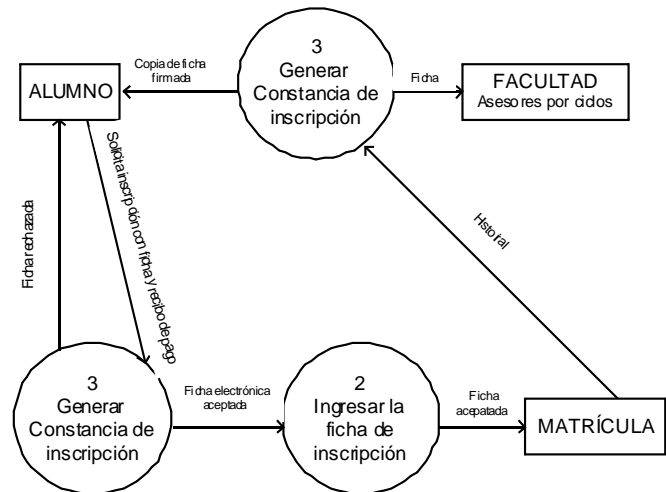 3
Generar
Constancia de
inscripción
Copia de ficha
firmada
Ficha
ALUMNO
FACULTAD
Asesores por ciclos
Solicita inscripción con ficha y recibo de pago
Ficha rechazada
Historial
3
Generar
Constancia de
inscripción
Ficha electrónica
aceptada
2
Ingresar la
ficha de
inscripción
Ficha
acepatada
MATRÍCULA